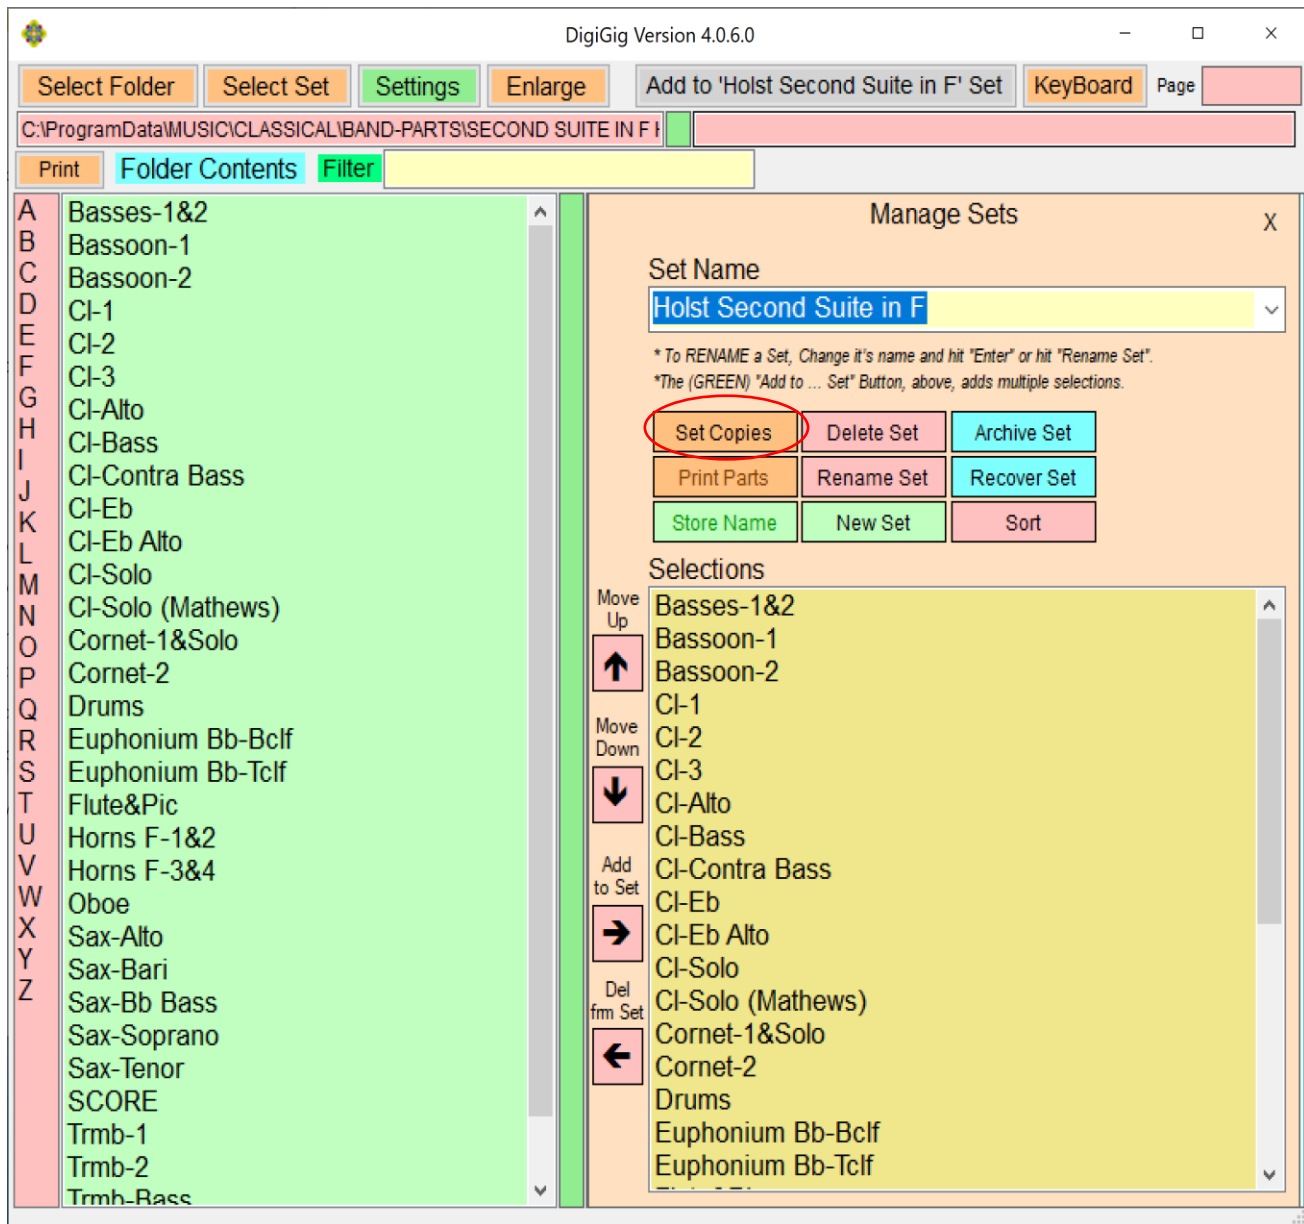 DigiGig Version 4.0.6.0
Select Folder Select Set Settings Enlarge Add to 'Holst Second Suite in F' Set KeyBoard Page
C:\ProgramData\MUSIC\CLASSICAL\BAND-PARTS\SECOND SUITE IN F
Print Folder Contents Filter
A
B
C
D
E
F
G
H
I
J
K
L
M
N
O
P
Q
R
S
T
U
V
W
X
Y
Z
Basses-1&2
Bassoon-1
Bassoon-2
Cl-1
Cl-2
Cl-3
Cl-Alto
Cl-Bass
Cl-Contra Bass
Cl-Eb
Cl-Eb Alto
Cl-Solo
Cl-Solo (Mathews)
Cornet-1&Solo
Cornet-2
Drums
Euphonium Bb-Bclf
Euphonium Bb-Tclf
Flute&Pic
Horns F-1&2
Horns F-3&4
Oboe
Sax-Alto
Sax-Bari
Sax-Bb Bass
Sax-Soprano
Sax-Tenor
SCORE
Trmb-1
Trmb-2
Trmb-Bass
Manage Sets X
Set Name
Holst Second Suite in F
* To RENAME a Set, Change it's name and hit "Enter" or hit "Rename Set".
*The (GREEN) "Add to ... Set" Button, above, adds multiple selections.
Set Copies Delete Set Archive Set
Print Parts Rename Set Recover Set
Store Name New Set Sort
Selections
Move
Up
Move
Down
Add
to Set
Del
frm Set
Basses-1&2
Bassoon-1
Bassoon-2
Cl-1
Cl-2
Cl-3
Cl-Alto
Cl-Bass
Cl-Contra Bass
Cl-Eb
Cl-Eb Alto
Cl-Solo
Cl-Solo (Mathews)
Cornet-1&Solo
Cornet-2
Drums
Euphonium Bb-Bclf
Euphonium Bb-Tclf